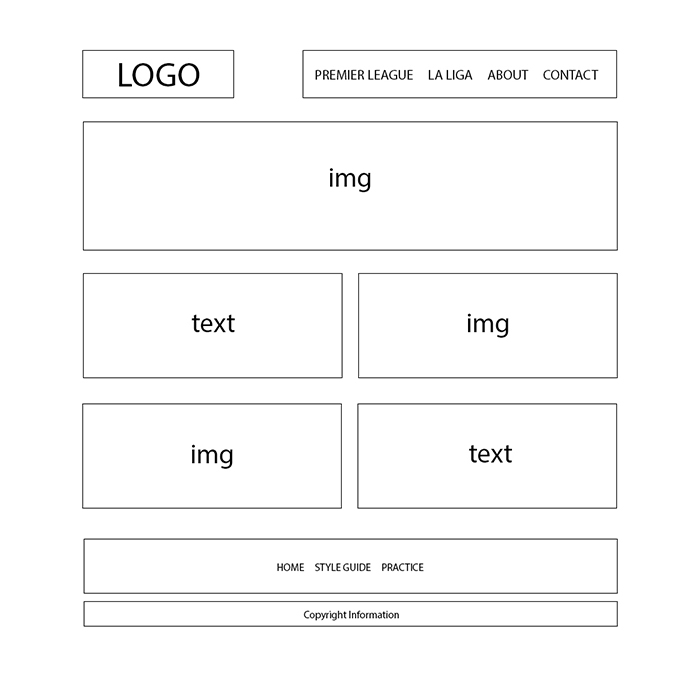 LOGO
PREMIER LEAGUE LA LIGA ABOUT CONTACT
img
text img
img text
HOME STYLE GUIDE PRACTICE
Copyright Information